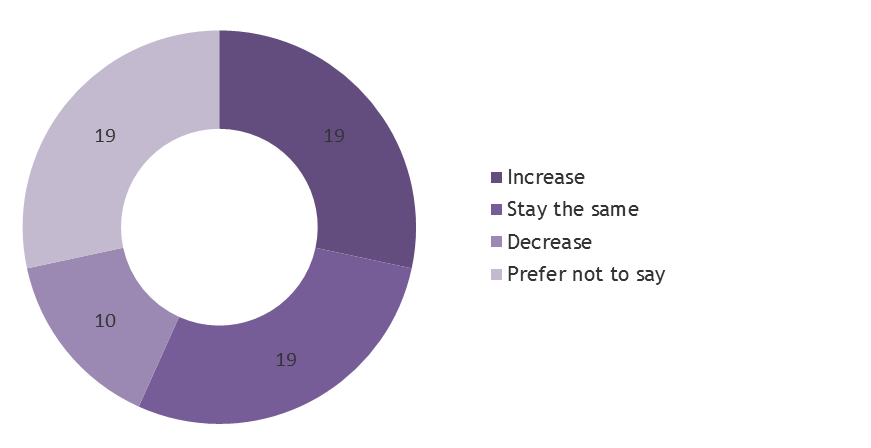 19
19
10
19
Increase
Stay the same
Decrease
Prefer not to say